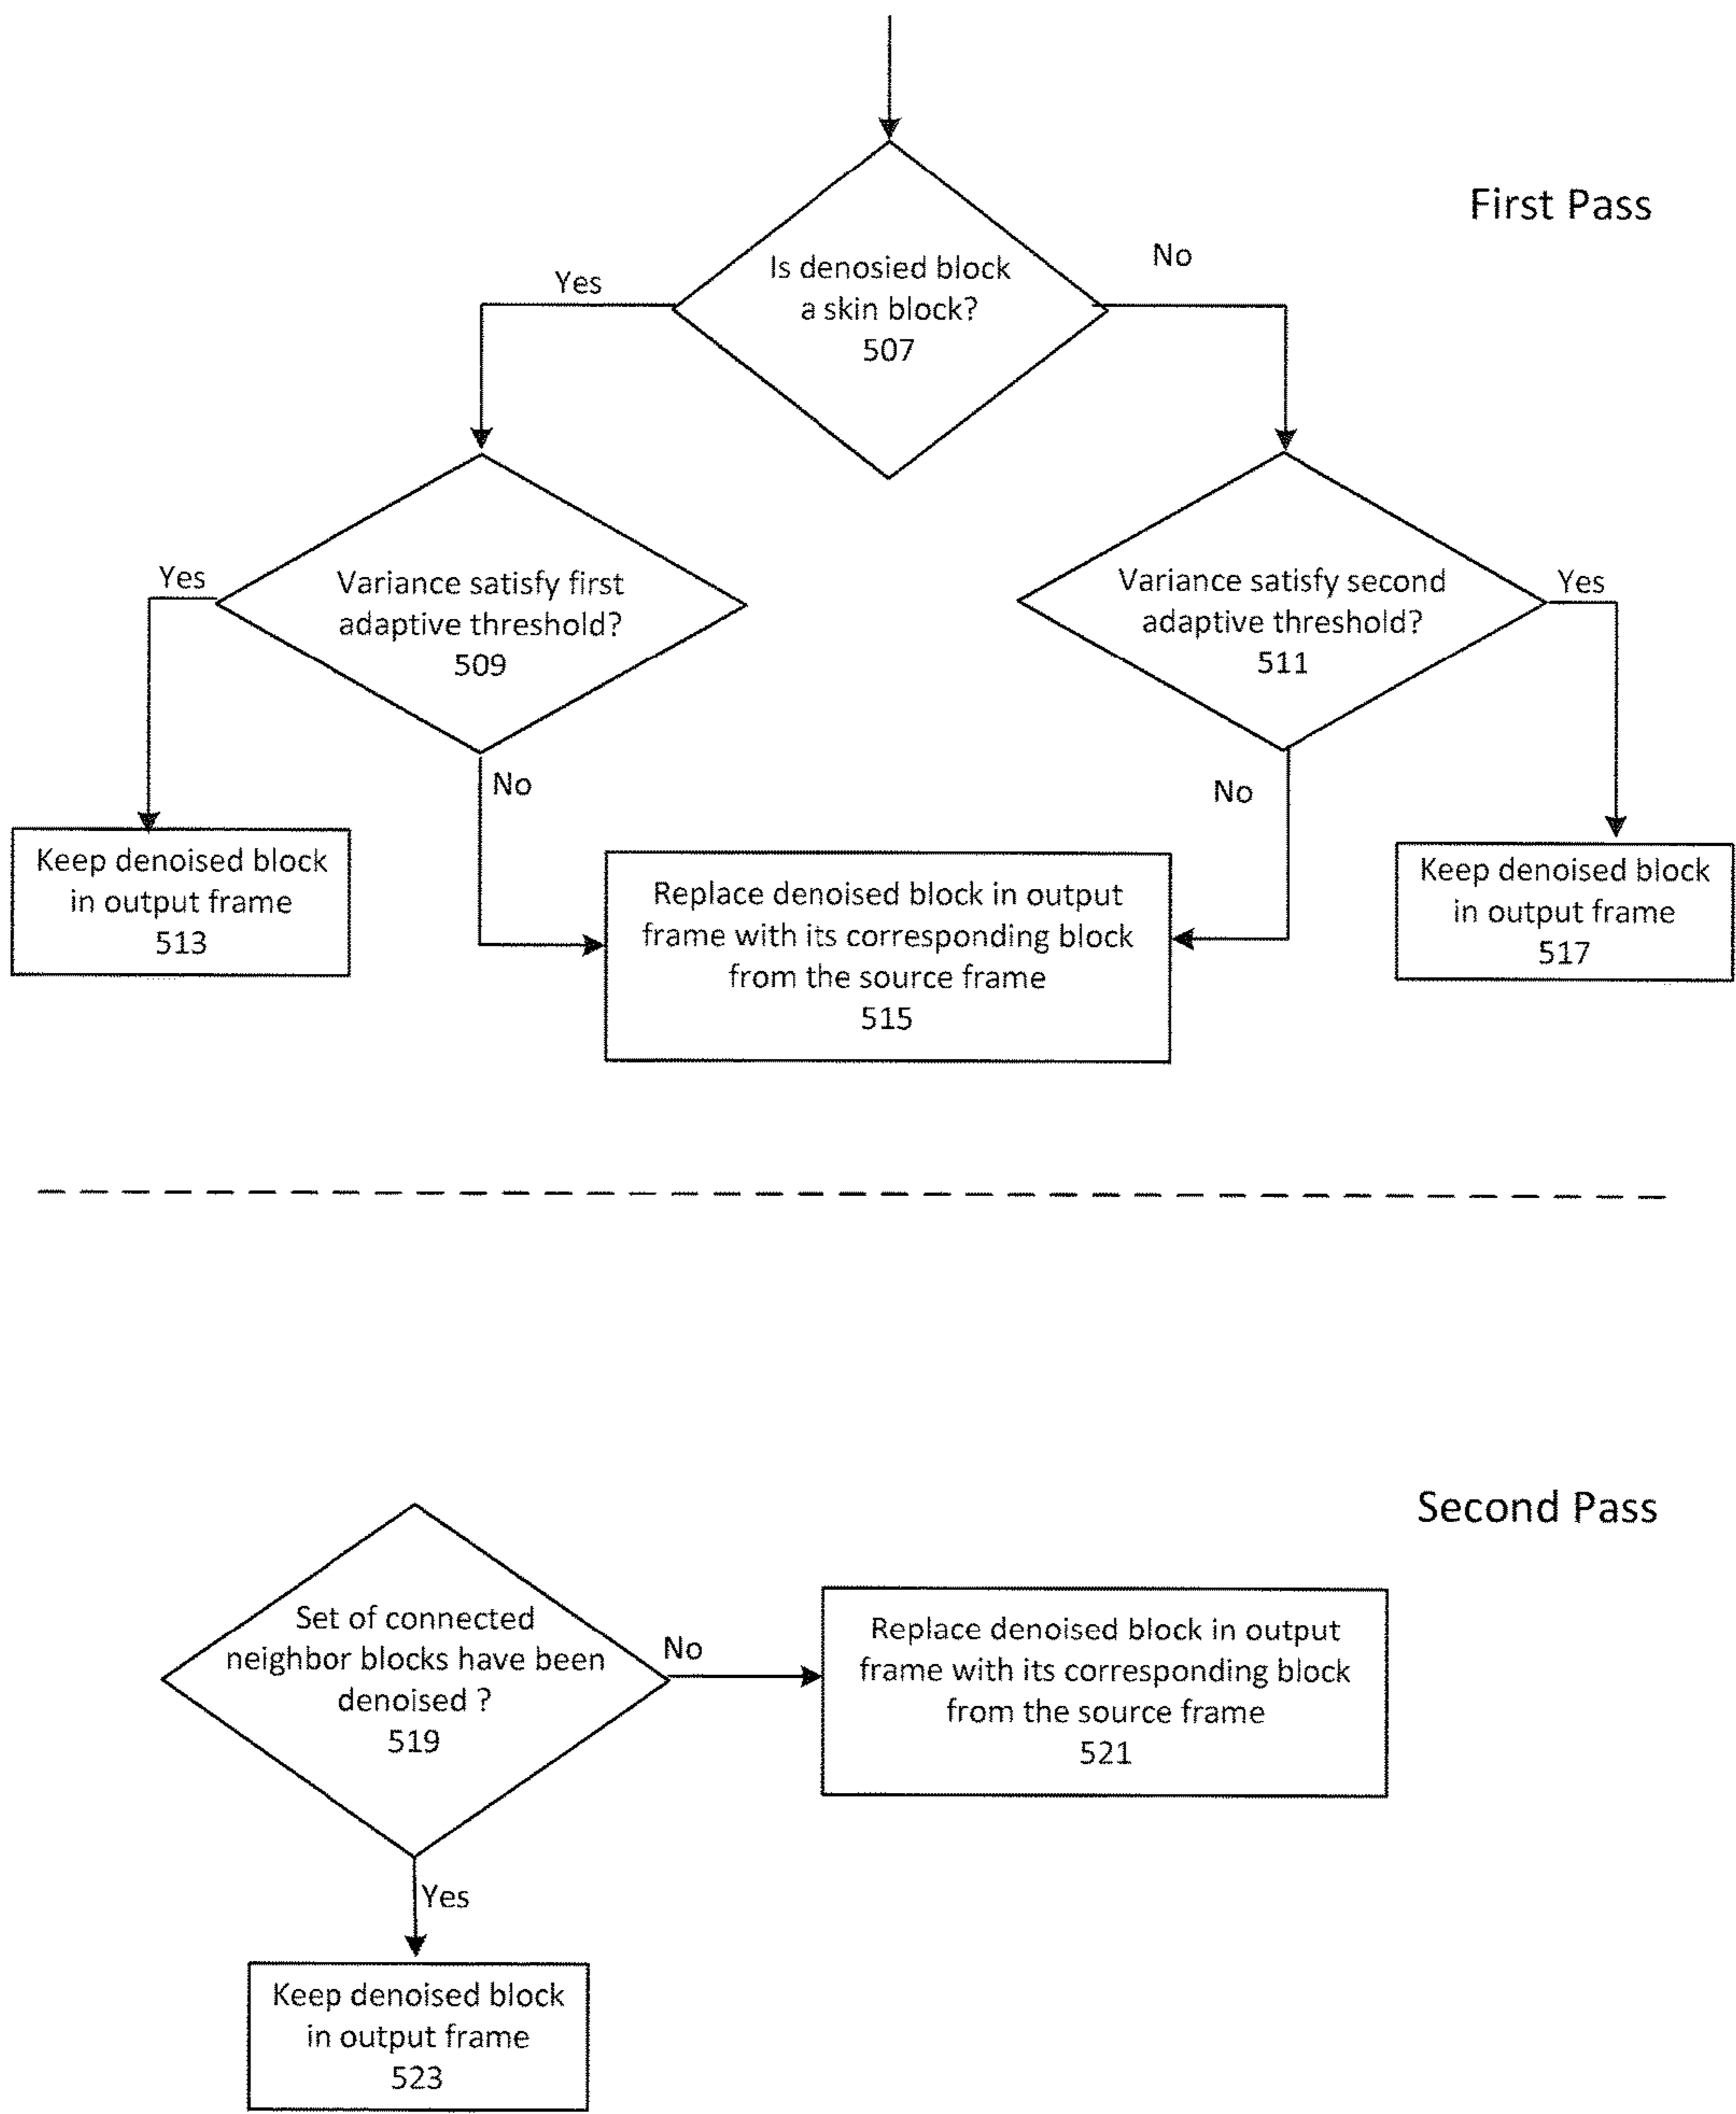 First Pass
Is denosied block
a skin block?
507
Yes
No
Variance satisfy first
adaptive threshold?
509
Yes
No
Variance satisfy second
adaptive threshold?
511
Yes
No
Keep denoised block
in output frame
513
Replace denoised block in output
frame with its corresponding block
from the source frame
515
Keep denoised block
in output frame
517
Second Pass
Set of connected
neighbor blocks have been
denoised ?
519
No
Replace denoised block in output
frame with its corresponding block
from the source frame
521
Yes
Keep denoised block
in output frame
523